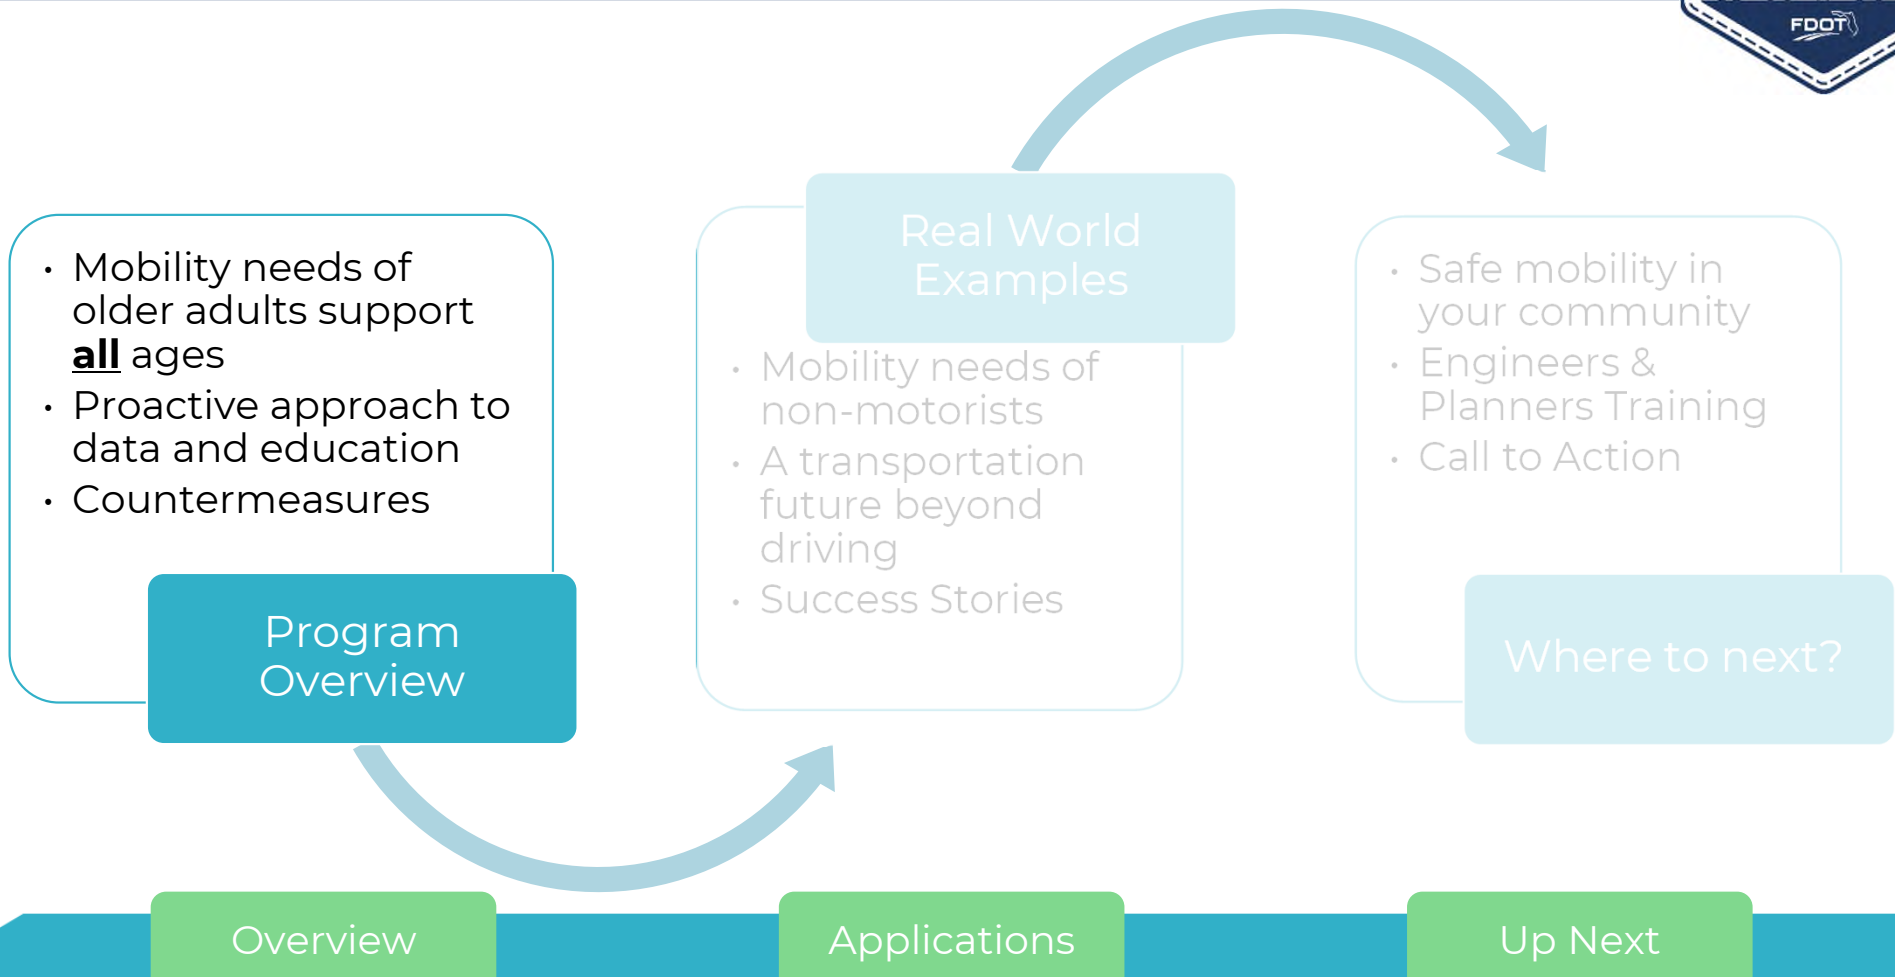 FDOT
• Mobility needs of
older adults support
all ages
• Proactive approach to
data and education
• Countermeasures
Program
Overview
Real World
Examples
• Mobility needs of
non-motorists
• A transportation
future beyond
driving
• Success Stories
• Safe mobility in
your community
• Engineers &
Planners Training
• Call to Action
Where to next?
Overview
Applications
Up Next